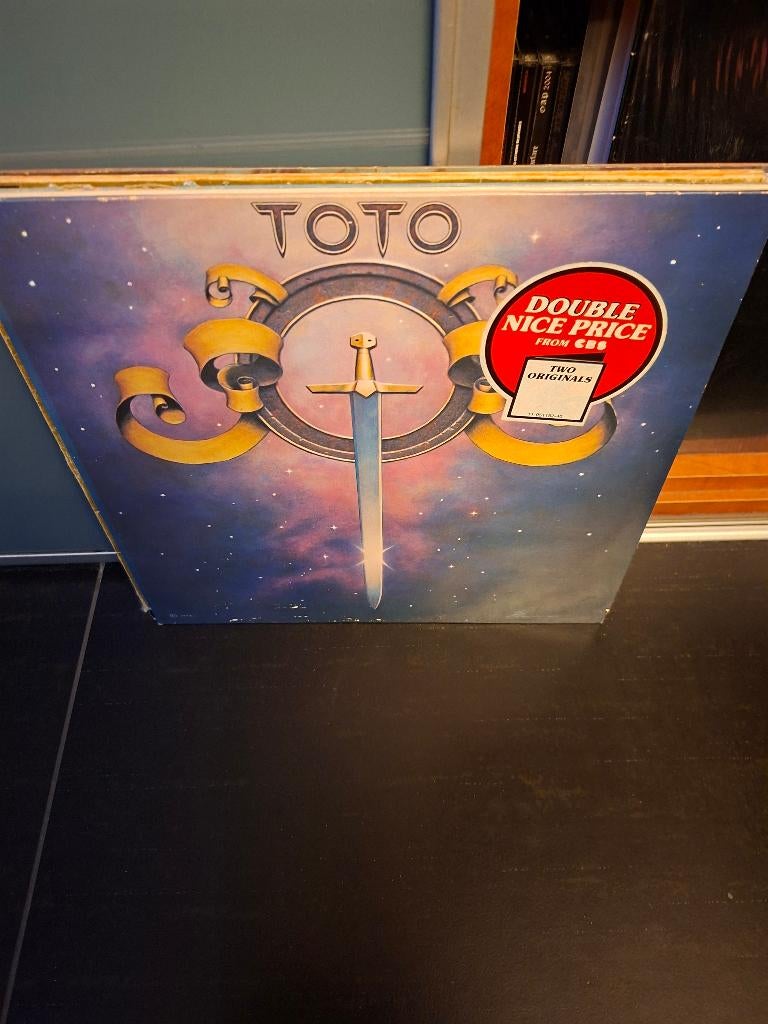 TOTO
DOUBLE
NICE PRICE
FROM CBS
TWO
ORIGINALS